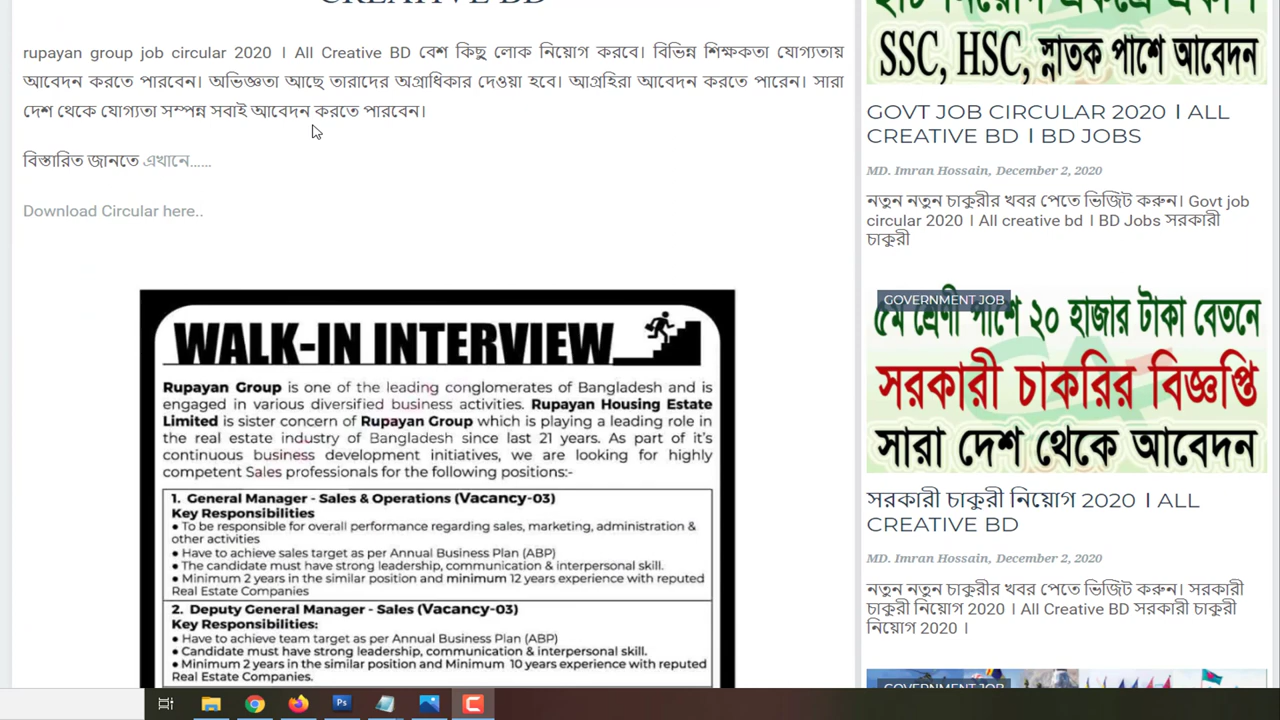 CREATIVE BD
rupayan group job circular 2020 । All Creative BD বেশ কিছু লোক নিয়োগ করবে। বিভিন্ন শিক্ষকতা যোগ্যতায়
আবেদন করতে পারবেন। অভিজ্ঞতা আছে তারাদের অগ্রাধিকার দেওয়া হবে। আগ্রহিরা আবেদন করতে পারেন। সারা
দেশ থেকে যোগ্যতা সম্পন্ন সবাই আবেদন করতে পারবেন।
বিস্তারিত জানতে এখানে......
Download Circular here..
WALK-IN INTERVIEW
Rupayan Group is one of the leading conglomerates of Bangladesh and is
engaged in various diversified business activities. Rupayan Housing Estate
Limited is sister concern of Rupayan Group which is playing a leading role in
the real estate industry of Bangladesh since last 21 years. As part of it's
continuous business development initiatives, we are looking for highly
competent Sales professionals for the following positions:-
1. General Manager - Sales & Operations (Vacancy-03)
Key Responsibilities
● To be responsible for overall performance regarding sales, marketing, administration &
other activities
● Have to achieve sales target as per Annual Business Plan (ABP)
● The candidate must have strong leadership, communication & interpersonal skill.
● Minimum 2 years in the similar position and minimum 12 years experience with reputed
Real Estate Companies
2. Deputy General Manager - Sales (Vacancy-03)
Key Responsibilities:
● Have to achieve team target as per Annual Business Plan (ABP)
● Candidate must have strong leadership, communication & interpersonal skill.
● Minimum 2 years in the similar position and Minimum 10 years experience with reputed
Real Estate Companies.
SSC, HSC, স্নাতক পাশে আবেদন
GOVT JOB CIRCULAR 2020 । ALL
CREATIVE BD । BD JOBS
MD. Imran Hossain, December 2, 2020
নতুন নতুন চাকুরীর খবর পেতে ভিজিট করুন। Govt job
circular 2020 । All creative bd । BD Jobs সরকারী
চাকুরী
GOVERNMENT JOB
৫ম শ্রেণী পাশে ২০ হাজার টাকা বেতনে
সরকারী চাকরির বিজ্ঞপ্তি
সারা দেশ থেকে আবেদন
সরকারী চাকুরী নিয়োগ 2020 । ALL
CREATIVE BD
MD. Imran Hossain, December 2, 2020
নতুন নতুন চাকুরীর খবর পেতে ভিজিট করুন। সরকারী
চাকুরী নিয়োগ 2020 । All Creative BD সরকারী চাকুরী
নিয়োগ 2020 ।
GOVERNMENT JOB